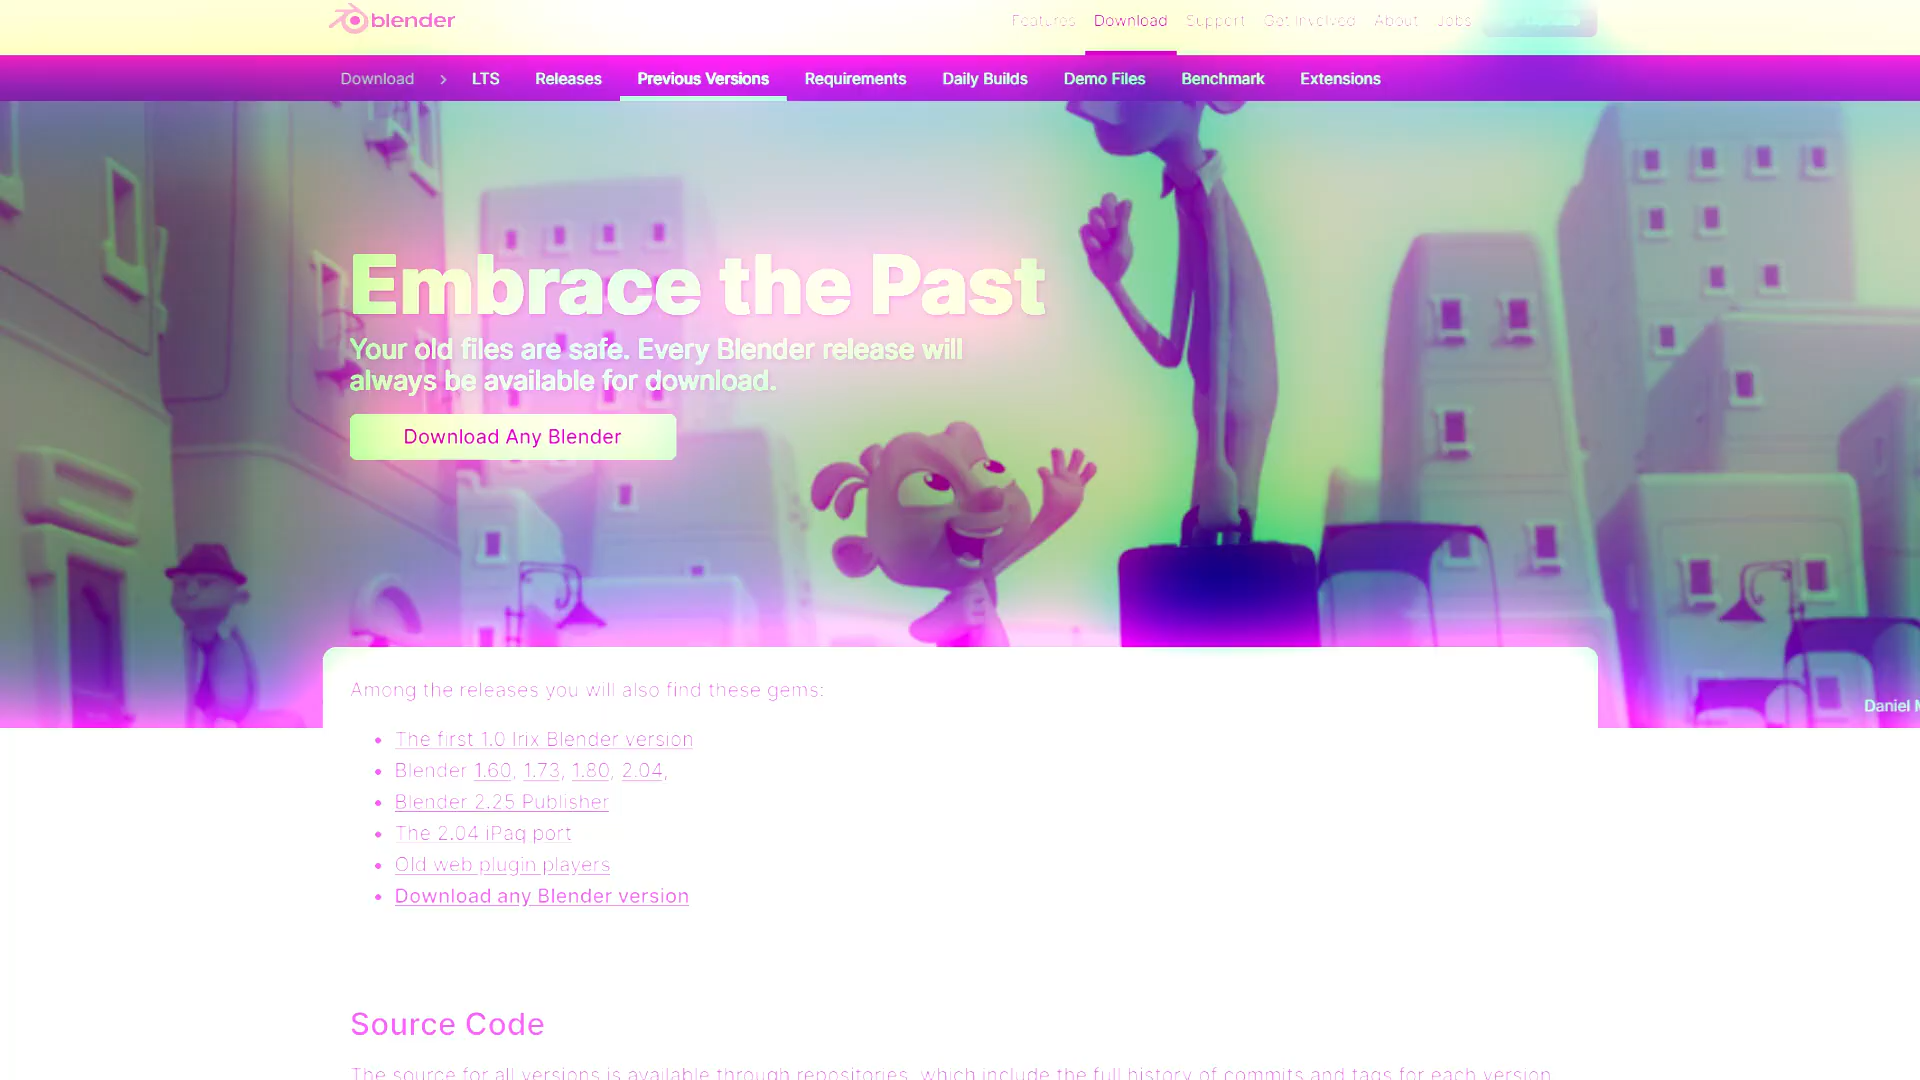 blender
Features Download Support Get Involved About Jobs
Download > LTS Releases Previous Versions Requirements Daily Builds Demo Files Benchmark Extensions
Embrace the Past
Your old files are safe. Every Blender release will
always be available for download.
Download Any Blender
Daniel
Among the releases you will also find these gems:
• The first 1.0 Irix Blender version
• Blender 1.60, 1.73, 1.80, 2.04,
• Blender 2.25 Publisher
• The 2.04 iPaq port
• Old web plugin players
• Download any Blender version
Source Code
The source for all versions is available through repositories, which include the full history of commits and tags for each version